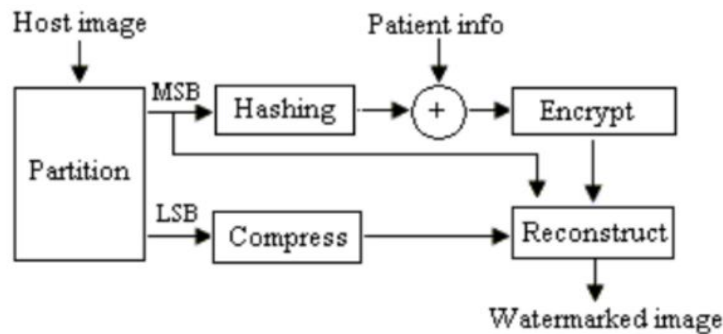 Host image
Patient info
MSB
Hashing
+
Encrypt
Partition
LSB
Compress
Reconstruct
Watermarked image